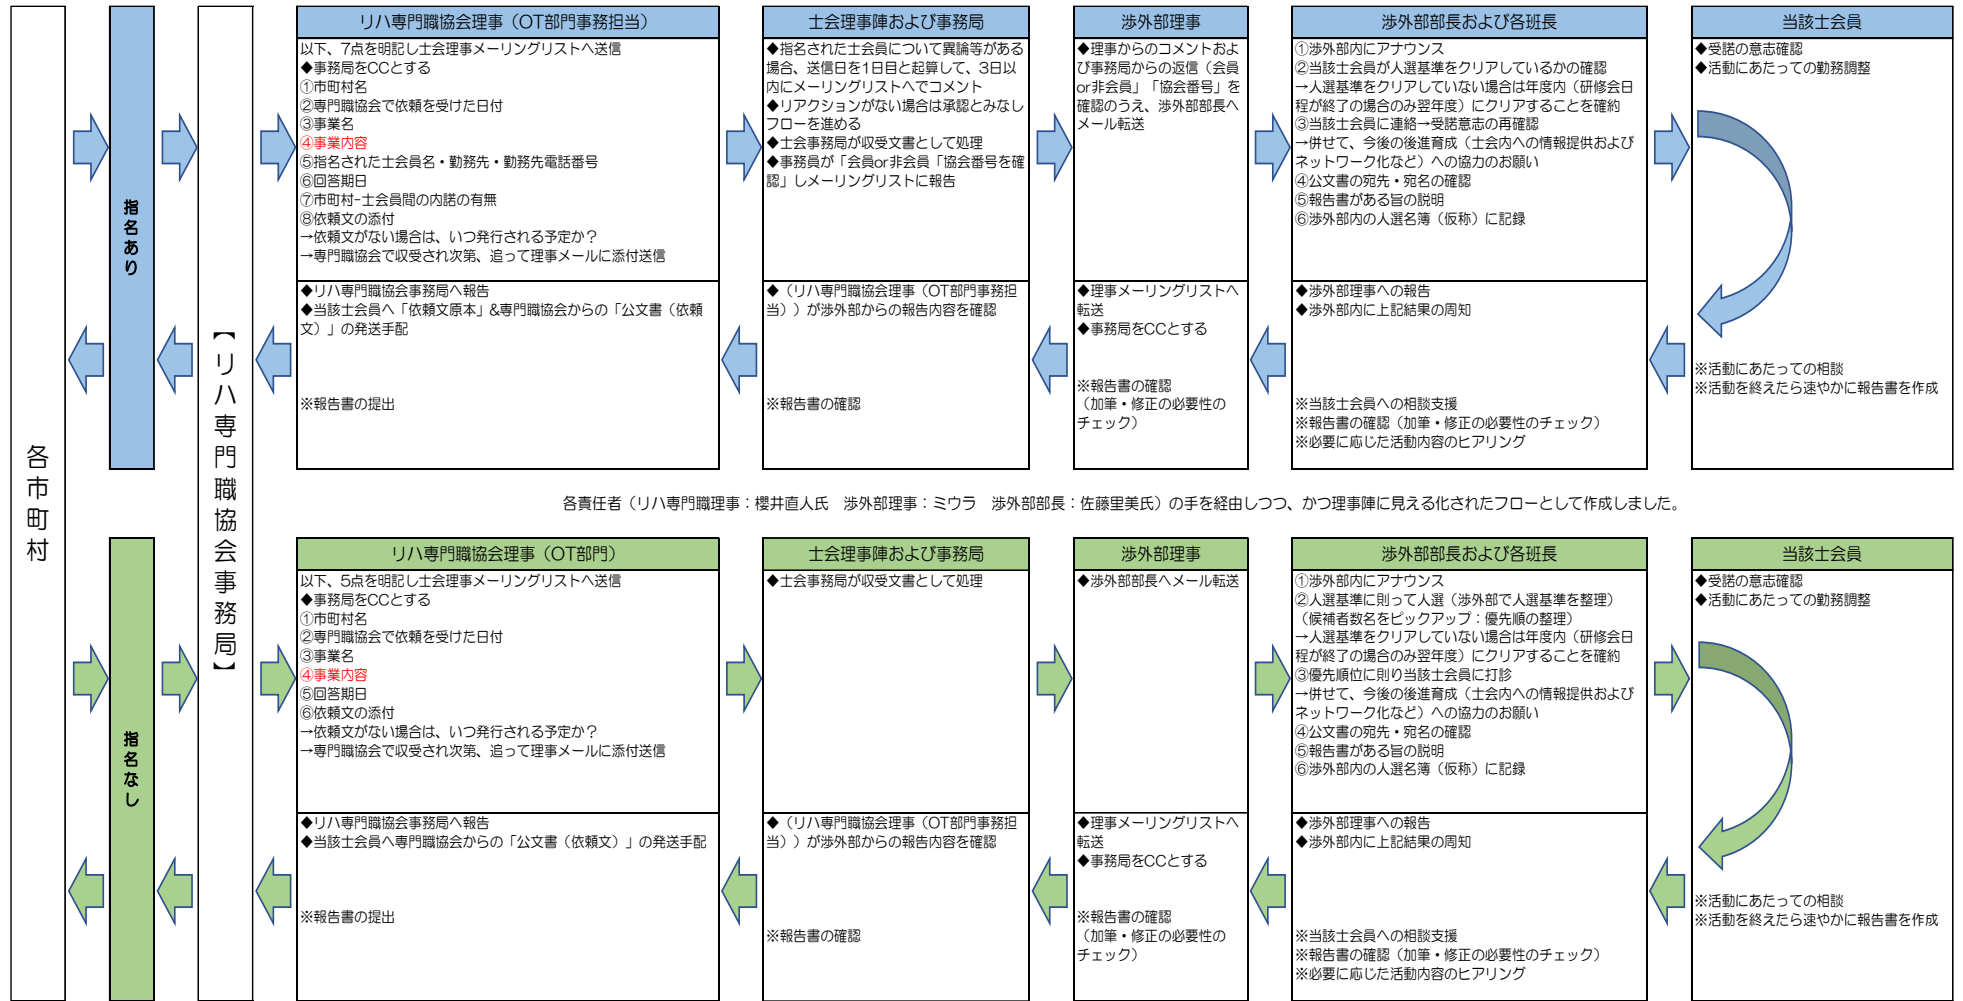 各市町村
指名あり
【リハ専門職協会事務局】
リハ専門職協会理事（OT部門事務担当）
以下、7点を明記し士会理事メーリングリストへ送信
◆事務局をCCとする
①市町村名
②専門職協会で依頼を受けた日付
③事業名
④事業内容
⑤指名された士会員名・勤務先・勤務先電話番号
⑥回答期日
⑦市町村-士会員間の内諾の有無
⑧依頼文の添付
→依頼文がない場合は、いつ発行される予定か？
→専門職協会で収受され次第、追って理事メールに添付送信
◆リハ専門職協会事務局へ報告
◆当該士会員へ「依頼文原本」&専門職協会からの「公文書（依頼
文）」の発送手配
※報告書の提出
士会理事陣および事務局
◆指名された士会員について異論等がある
場合、送信日を1日目と起算して、3日以
内にメーリングリストへでコメント
◆リアクションがない場合は承認とみなし
フローを進める
◆士会事務局が収受文書として処理
◆事務員が「会員or非会員「協会番号を確
認」しメーリングリストに報告
◆（リハ専門職協会理事（OT部門事務担
当））が渉外部からの報告内容を確認
※報告書の確認
渉外部理事
◆理事からのコメントおよ
び事務局からの返信（会員
or非会員」「協会番号」を
確認のうえ、渉外部部長へ
メール転送
◆理事メーリングリストへ
転送
◆事務局をCCとする
※報告書の確認
（加筆・修正の必要性の
チェック）
渉外部部長および各班長
①渉外部内にアナウンス
②当該士会員が人選基準をクリアしているかの確認
→人選基準をクリアしていない場合は年度内（研修会日
程が終了の場合のみ翌年度）にクリアすることを確約
③当該士会員に連絡→受諾意志の再確認
→併せて、今後の後進育成（士会内への情報提供および
ネットワーク化など）への協力のお願い
④公文書の宛先・宛名の確認
⑤報告書がある旨の説明
⑥渉外部内の人選名簿（仮称）に記録
◆渉外部理事への報告
◆渉外部内に上記結果の周知
※当該士会員への相談支援
※報告書の確認（加筆・修正の必要性のチェック）
※必要に応じた活動内容のヒアリング
当該士会員
◆受諾の意志確認
◆活動にあたっての勤務調整
※活動にあたっての相談
※活動を終えたら速やかに報告書を作成
各責任者（リハ専門職理事：櫻井直人氏　渉外部理事：ミウラ　渉外部部長：佐藤里美氏）の手を経由しつつ、かつ理事陣に見える化されたフローとして作成しました。
指名なし
リハ専門職協会理事（OT部門）
以下、5点を明記し士会理事メーリングリストへ送信
◆事務局をCCとする
①市町村名
②専門職協会で依頼を受けた日付
③事業名
④事業内容
⑤回答期日
⑥依頼文の添付
→依頼文がない場合は、いつ発行される予定か？
→専門職協会で収受され次第、追って理事メールに添付送信
◆リハ専門職協会事務局へ報告
◆当該士会員へ専門職協会からの「公文書（依頼文）」の発送手配
※報告書の提出
士会理事陣および事務局
◆士会事務局が収受文書として処理
◆（リハ専門職協会理事（OT部門事務担
当））が渉外部からの報告内容を確認
※報告書の確認
渉外部理事
◆渉外部部長へメール転送
◆理事メーリングリストへ
転送
◆事務局をCCとする
※報告書の確認
（加筆・修正の必要性の
チェック）
渉外部部長および各班長
①渉外部内にアナウンス
②人選基準に則って人選（渉外部で人選基準を整理）
（候補者数名をピックアップ：優先順の整理）
→人選基準をクリアしていない場合は年度内（研修会日
程が終了の場合のみ翌年度）にクリアすることを確約
③優先順位に則り当該士会員に打診
→併せて、今後の後進育成（士会内への情報提供および
ネットワーク化など）への協力のお願い
④公文書の宛先・宛名の確認
⑤報告書がある旨の説明
⑥渉外部内の人選名簿（仮称）に記録
◆渉外部理事への報告
◆渉外部内に上記結果の周知
※当該士会員への相談支援
※報告書の確認（加筆・修正の必要性のチェック）
※必要に応じた活動内容のヒアリング
当該士会員
◆受諾の意志確認
◆活動にあたっての勤務調整
※活動にあたっての相談
※活動を終えたら速やかに報告書を作成